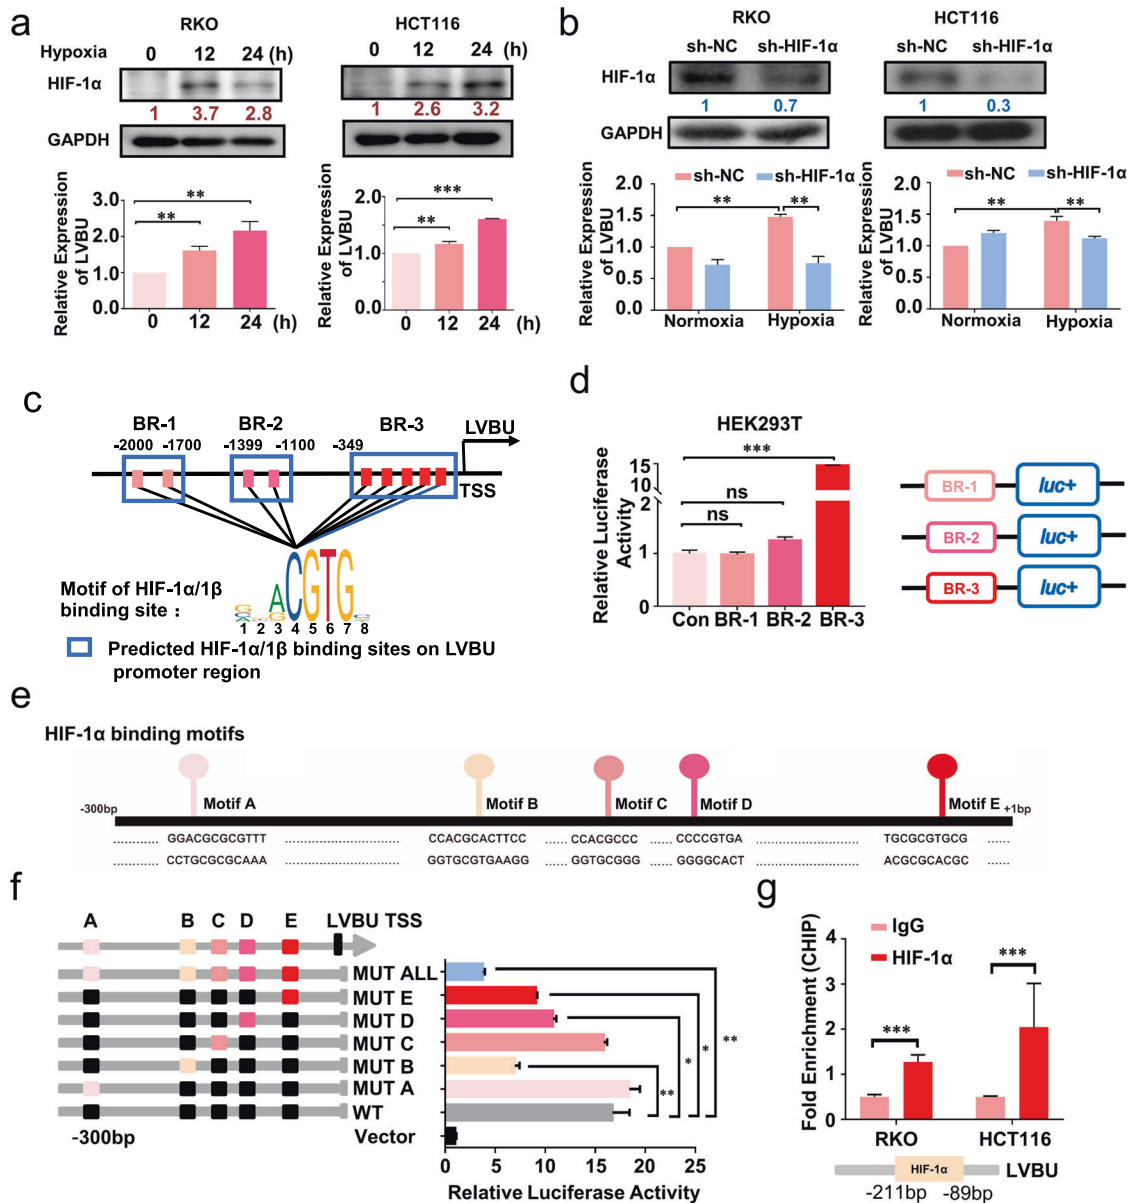 a
RKO
HCT116
Hypoxia 0 12 24 (h)
0 12 24 (h)
HIF-1α
1 3.7 2.8
1 2.6 3.2
GAPDH
Relative Expression of LVBU
3.0
2.0
1.0
0.0
**
**
0 12 24 (h)
Relative Expression of LVBU
2.0
1.5
1.0
0.5
0.0
***
**
0 12 24 (h)
b
RKO
HCT116
sh-NC sh-HIF-1α
sh-NC sh-HIF-1α
HIF-1α
1 0.7
1 0.3
GAPDH
sh-NC sh-HIF-1α
Relative Expression of LVBU
2.0
1.5
1.0
0.5
0.0
** **
Normoxia Hypoxia
sh-NC sh-HIF-1α
Relative Expression of LVBU
2.0
1.5
1.0
0.5
0.0
** **
Normoxia Hypoxia
c
BR-1 BR-2 BR-3 LVBU
-2000 -1700 -1399 -1100 -349
TSS
Motif of HIF-1α/1β
binding site :
A C G T G
G
1 2 3 4 5 6 7 8
Predicted HIF-1α/1β binding sites on LVBU
promoter region
d
HEK293T
Relative Luciferase Activity
15
10
5
2
1
0
***
ns
ns
Con BR-1 BR-2 BR-3
BR-1 luc+
BR-2 luc+
BR-3 luc+
e
HIF-1α binding motifs
-300bp Motif A Motif B Motif C Motif D Motif E +1bp
GGACGCGCGTTT CCACGCACTTCC CCACGCCC CCCCGTGA TGCGCGTGCG
CCTGCGCGCAAA GGTGCGTGAAGG GGTGCGGG GGGGCACT ACGCGCACGC
f
A B C D E LVBU TSS
MUT ALL
MUT E
MUT D
MUT C
MUT B
MUT A
WT
Vector
-300bp
** * * **
0 5 10 15 20 25
Relative Luciferase Activity
g
IgG
HIF-1α
Fold Enrichment (CHIP)
4
3
2
1
0
***
***
RKO HCT116
HIF-1α LVBU
-211bp -89bp